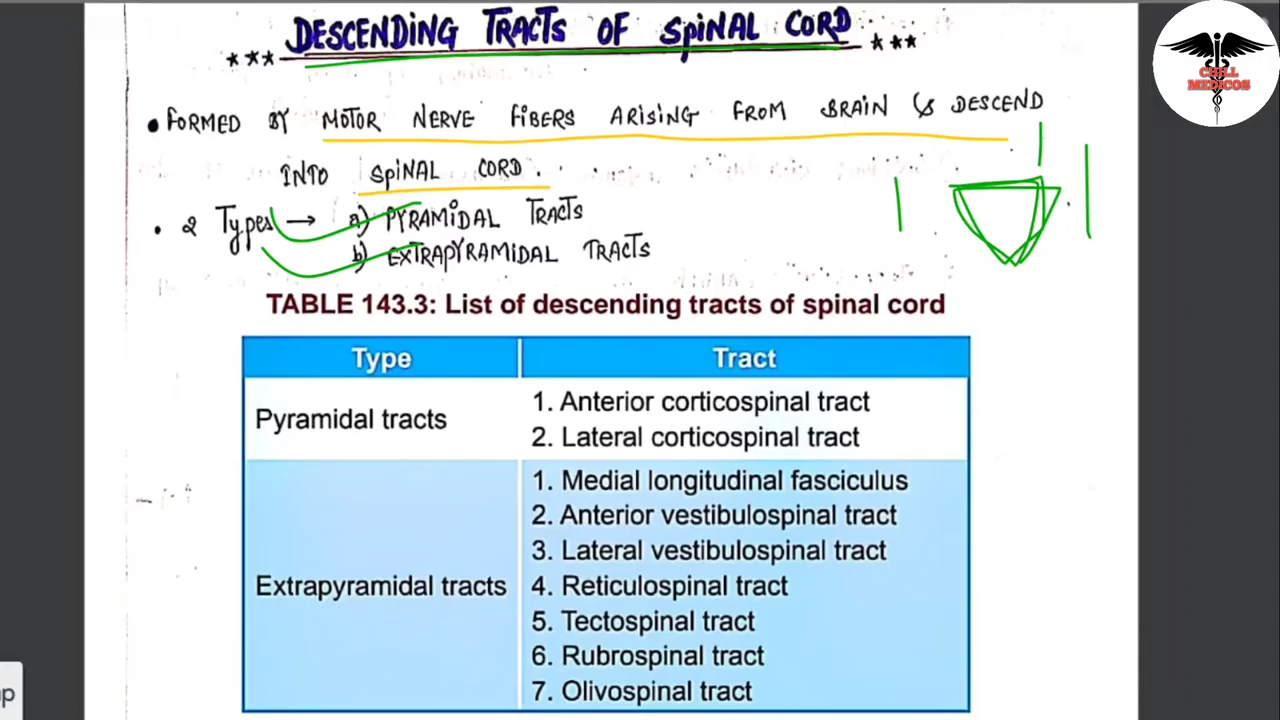 DESCENDING TRACTS OF SPINAL CORD
CHILL
MEDICOS
• FORMED BY MOTOR NERVE FIBERS ARISING FROM BRAIN & DESCEND
INTO SPINAL CORD.
• 2 Types → a) PYRAMIDAL TRACTS
b) EXTRAPYRAMIDAL TRACTS
TABLE 143.3: List of descending tracts of spinal cord
Type Tract
Pyramidal tracts
1. Anterior corticospinal tract
2. Lateral corticospinal tract
Extrapyramidal tracts
1. Medial longitudinal fasciculus
2. Anterior vestibulospinal tract
3. Lateral vestibulospinal tract
4. Reticulospinal tract
5. Tectospinal tract
6. Rubrospinal tract
7. Olivospinal tract